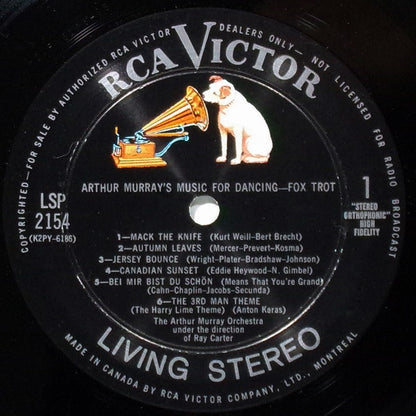 COPYRIGHTED—FOR SALE BY AUTHORIZED RCA VICTOR DEALERS ONLY—NOT LICENSED FOR RADIO BROADCAST
RCA VICTOR
ARTHUR MURRAY'S MUSIC FOR DANCING—FOX TROT
LSP
2154
(K2PY-6186)
1
"STEREO
ORTHOPHONIC"
HIGH
FIDELITY
1—MACK THE KNIFE (Kurt Weill-Bert Brecht)
2—AUTUMN LEAVES (Mercer-Prevert-Kosma)
3—JERSEY BOUNCE (Wright-Plater-Bradshaw-Johnson)
4—CANADIAN SUNSET (Eddie Heywood-N. Gimbel)
5—BEI MIR BIST DU SCHÖN (Means That You're Grand)
(Cahn-Chaplin-Jacobs-Secunda)
6—THE 3RD MAN THEME
(The Harry Lime Theme) (Anton Karas)
The Arthur Murray Orchestra
under the direction
of Ray Carter
LIVING STEREO
MADE IN CANADA BY RCA VICTOR COMPANY, LTD., MONTREAL